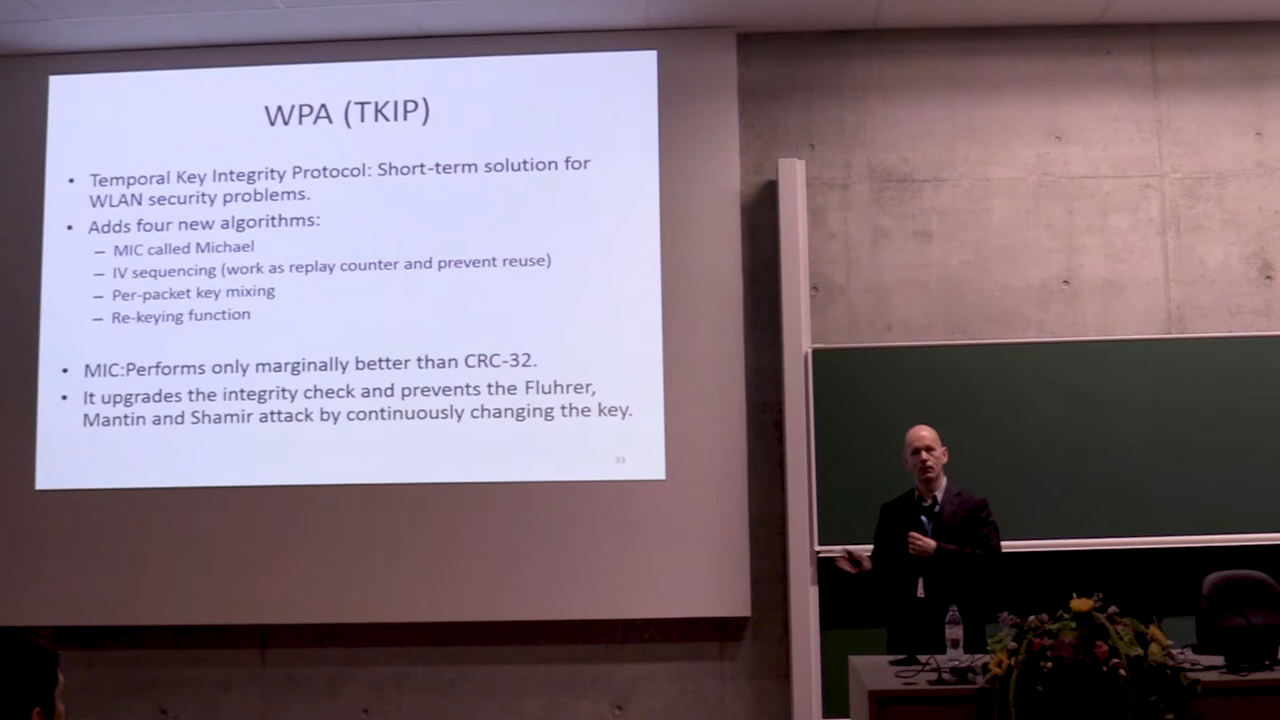 WPA (TKIP)
• Temporal Key Integrity Protocol: Short-term solution for
WLAN security problems.
• Adds four new algorithms:
– MIC called Michael
– IV sequencing (work as replay counter and prevent reuse)
– Per-packet key mixing
– Re-keying function
• MIC:Performs only marginally better than CRC-32.
• It upgrades the integrity check and prevents the Fluhrer,
Mantin and Shamir attack by continuously changing the key.
33